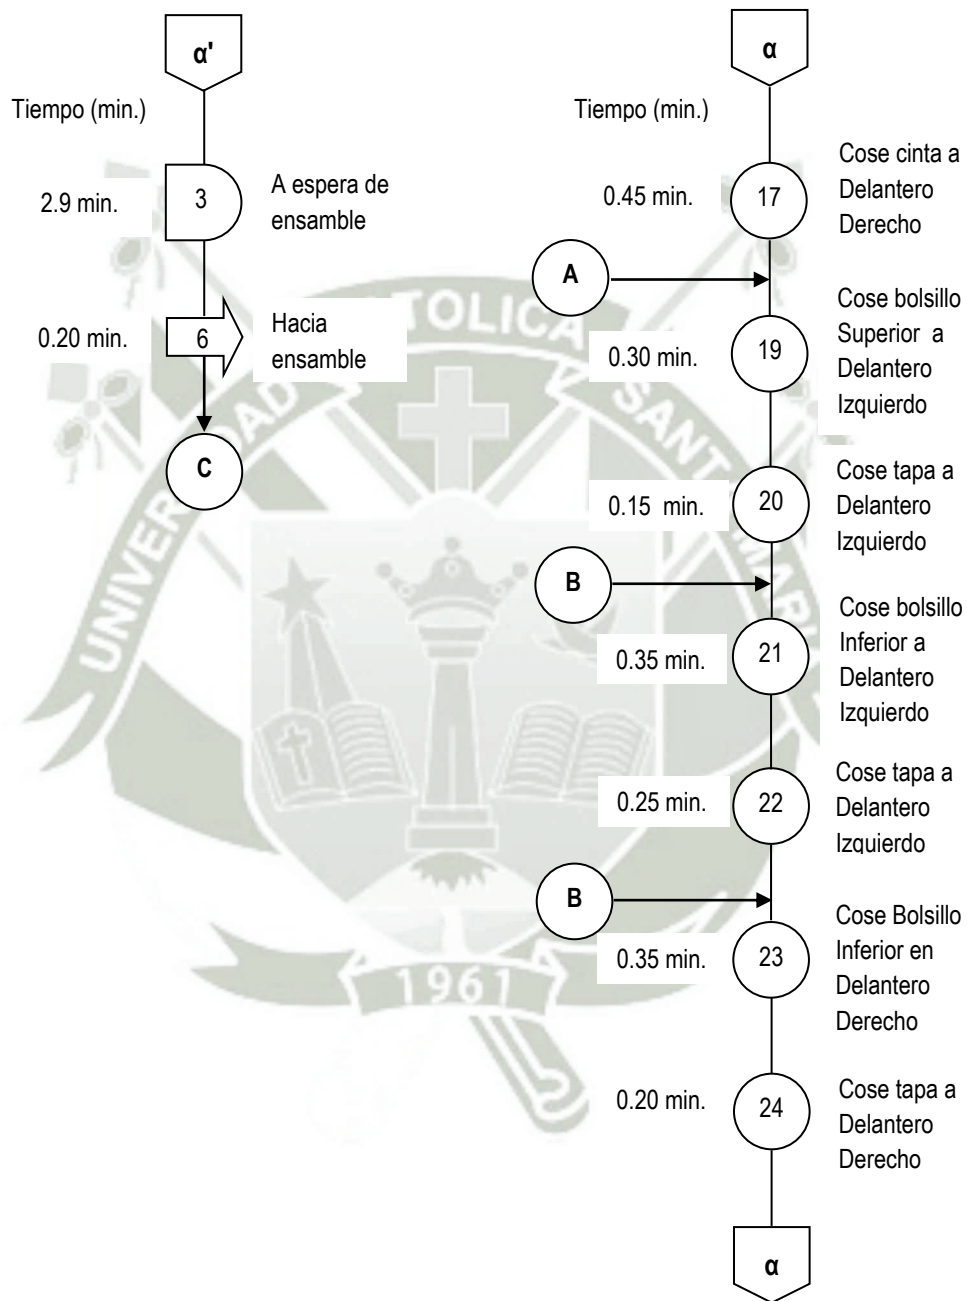 α'
Tiempo (min.)
2.9 min.
3
A espera de
ensamble
0.20 min.
6
Hacia
ensamble
C
α
Tiempo (min.)
0.45 min.
17
Cose cinta a
Delantero
Derecho
A
0.30 min.
19
Cose bolsillo
Superior a
Delantero
Izquierdo
0.15 min.
20
Cose tapa a
Delantero
Izquierdo
B
0.35 min.
21
Cose bolsillo
Inferior a
Delantero
Izquierdo
0.25 min.
22
Cose tapa a
Delantero
Izquierdo
B
0.35 min.
23
Cose Bolsillo
Inferior en
Delantero
Derecho
0.20 min.
24
Cose tapa a
Delantero
Derecho
α
1961